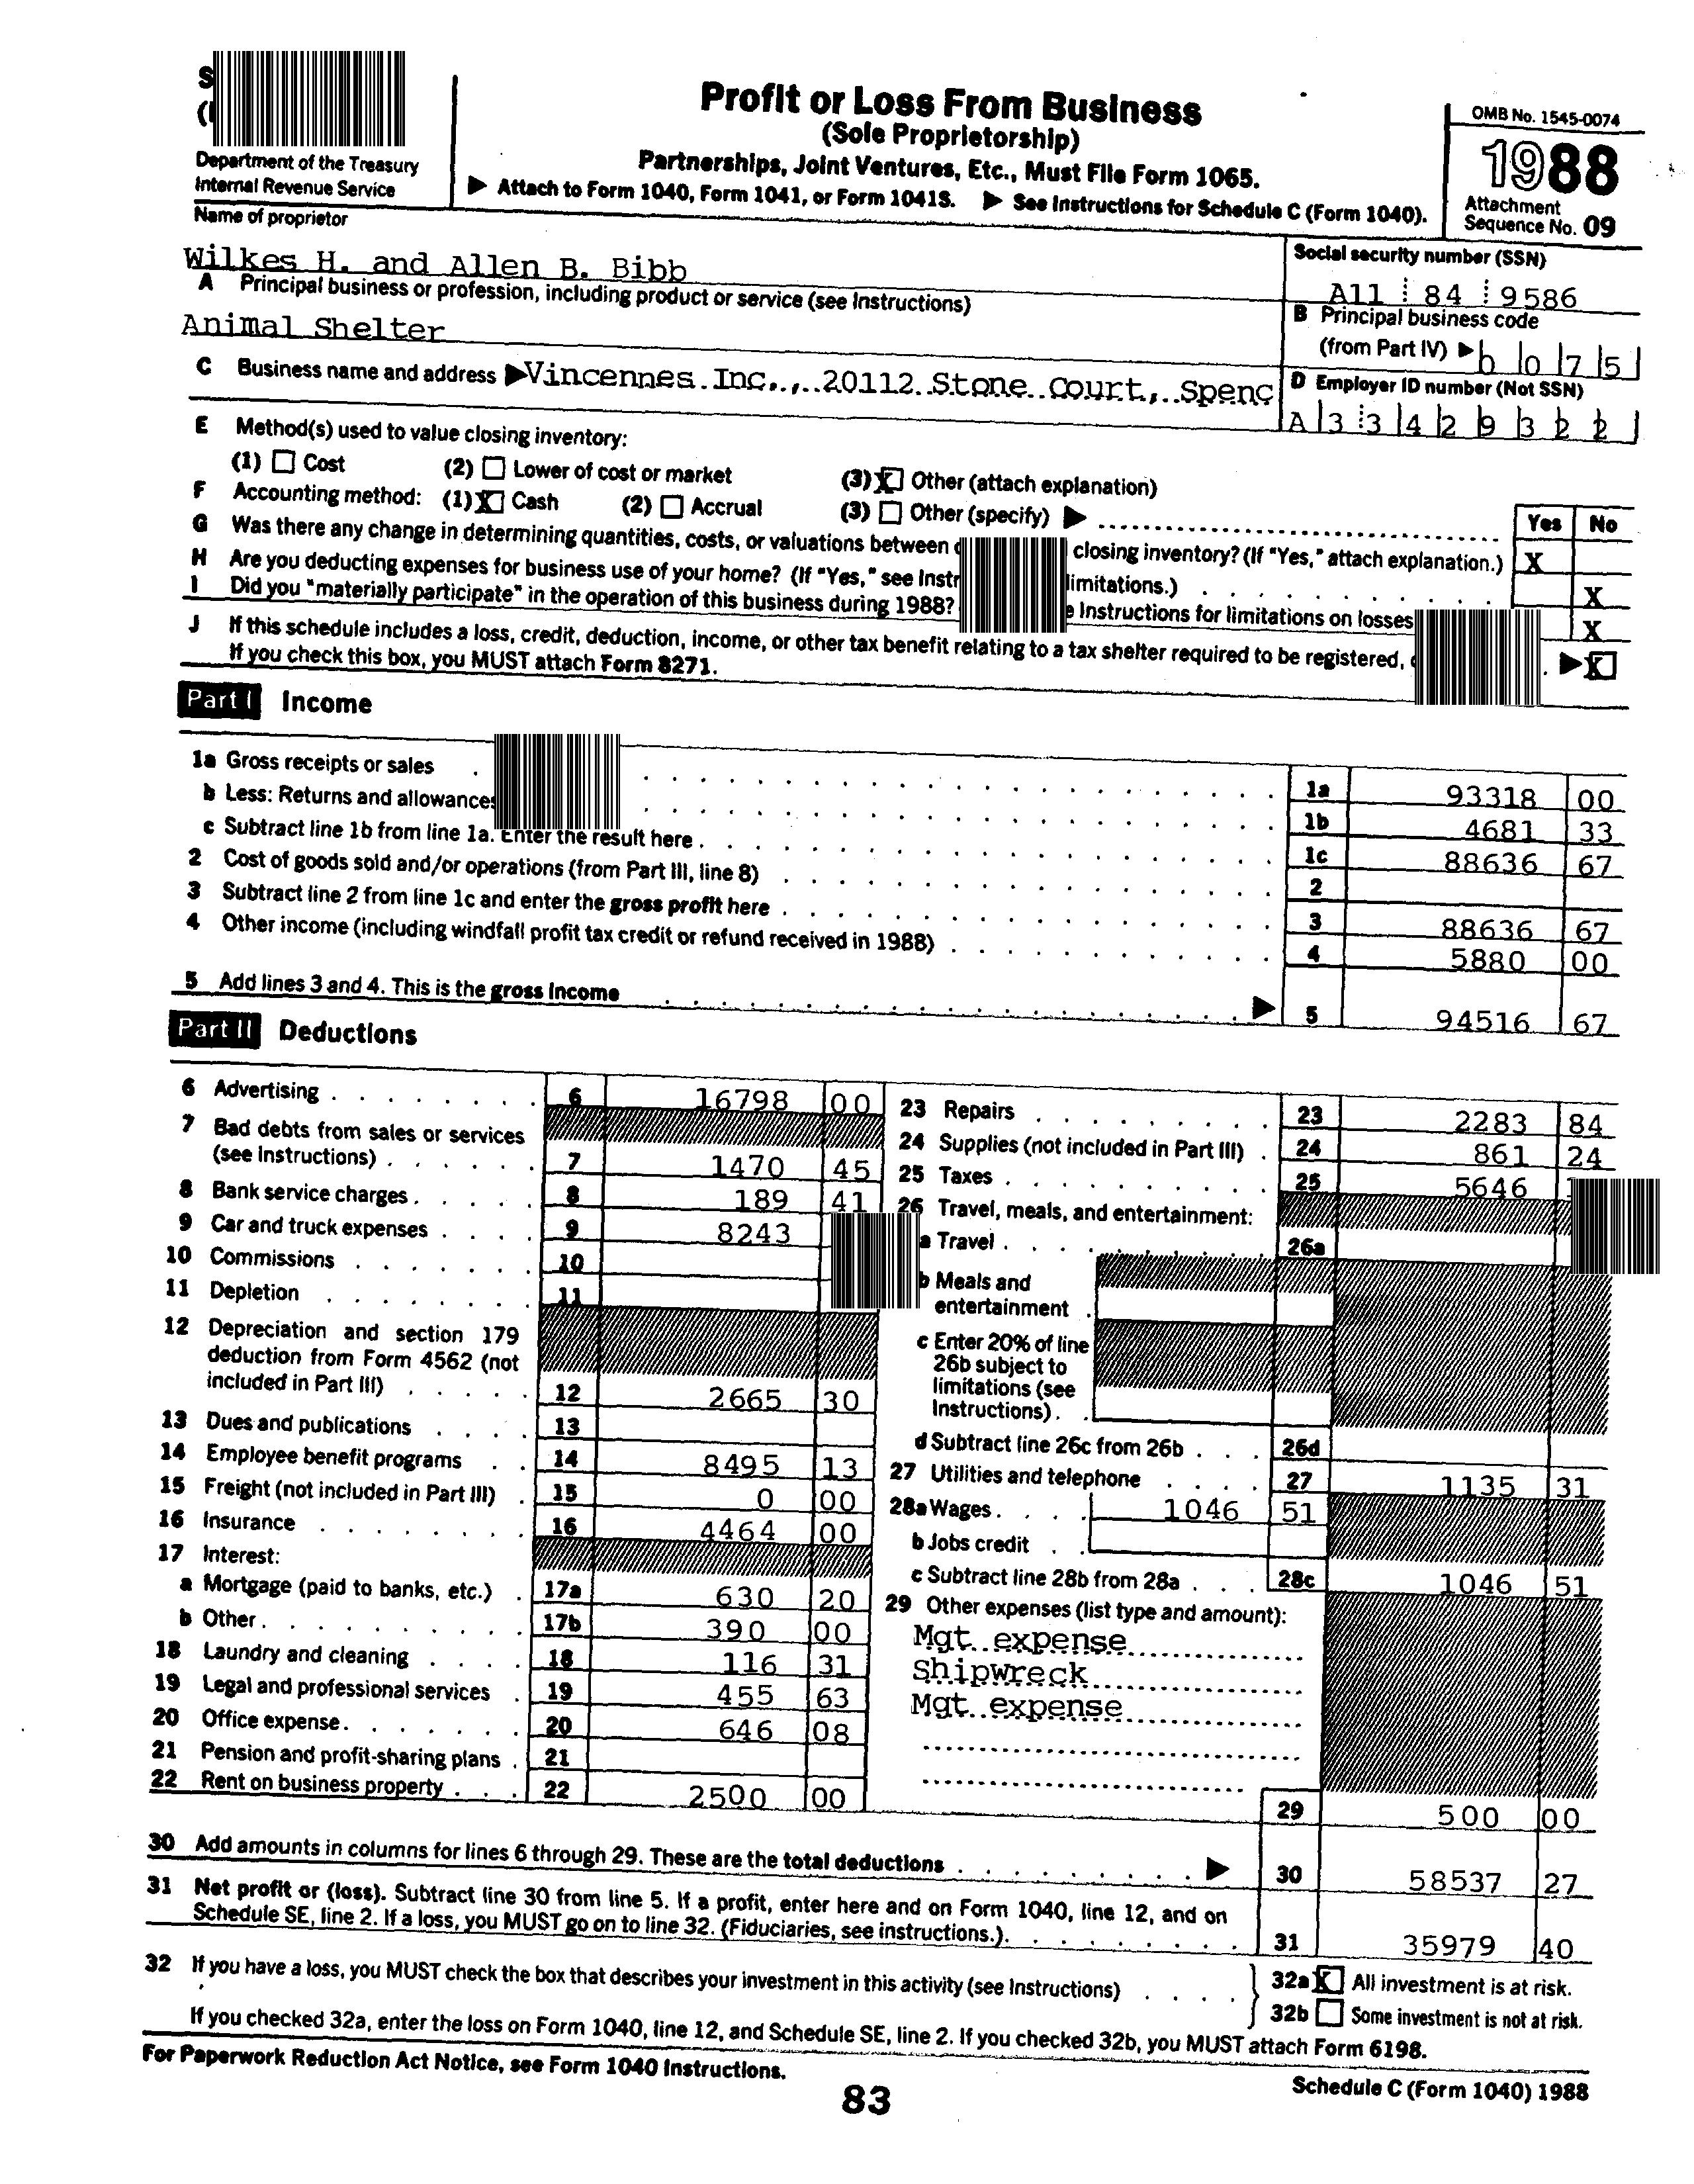 Profit or Loss From Business
(Sole Proprietorship)
Partnerships, Joint Ventures, Etc., Must File Form 1065.
▶ Attach to Form 1040, Form 1041, or Form 1041S. ▶ See Instructions for Schedule C (Form 1040).
Department of the Treasury
Internal Revenue Service
OMB No. 1545-0074
1988
Attachment
Sequence No. 09
Name of proprietor
Wilkes H. and Allen B. Bibb
Social security number (SSN)
A11 84 9586
A Principal business or profession, including product or service (see Instructions)
Animal Shelter
B Principal business code
(from Part IV) ▶ 0 0 7 5
C Business name and address ▶ Vincennes Inc., 20112 Stone Court, Spenc
D Employer ID number (Not SSN)
A 3 3 4 2 9 3 2 2
E Method(s) used to value closing inventory:
(1) Cost (2) Lower of cost or market (3) X Other (attach explanation)
F Accounting method: (1) X Cash (2) Accrual (3) Other (specify) ▶
Yes No
G Was there any change in determining quantities, costs, or valuations between closing inventory? (If "Yes," attach explanation.) X
H Are you deducting expenses for business use of your home? (If "Yes," see limitations.) X
I Did you "materially participate" in the operation of this business during 1988? Instructions for limitations on losses X
J If this schedule includes a loss, credit, deduction, income, or other tax benefit relating to a tax shelter required to be registered, ▶ X
If you check this box, you MUST attach Form 8271.
Part I Income
1a Gross receipts or sales 1a 93318 00
b Less: Returns and allowances 1b 4681 33
c Subtract line 1b from line 1a. Enter the result here 1c 88636 67
2 Cost of goods sold and/or operations (from Part III, line 8) 2
3 Subtract line 2 from line 1c and enter the gross profit here 3 88636 67
4 Other income (including windfall profit tax credit or refund received in 1988) 4 5880 00
5 Add lines 3 and 4. This is the gross income ▶ 5 94516 67
Part II Deductions
6 Advertising 6 16798 00
7 Bad debts from sales or services
(see Instructions) 7 1470 45
8 Bank service charges 8 189 41
9 Car and truck expenses 9 8243
10 Commissions 10
11 Depletion 11
12 Depreciation and section 179
deduction from Form 4562 (not
included in Part III) 12 2665 30
13 Dues and publications 13
14 Employee benefit programs 14 8495 13
15 Freight (not included in Part III) 15 0 00
16 Insurance 16 4464 00
17 Interest:
a Mortgage (paid to banks, etc.) 17a 630 20
b Other 17b 390 00
18 Laundry and cleaning 18 116 31
19 Legal and professional services 19 455 63
20 Office expense 20 646 08
21 Pension and profit-sharing plans 21
22 Rent on business property 22 2500 00
23 Repairs 23 2283 84
24 Supplies (not included in Part III) 24 861 24
25 Taxes 25 5646
26 Travel, meals, and entertainment:
a Travel 26a
b Meals and
entertainment
c Enter 20% of line
26b subject to
limitations (see
Instructions)
d Subtract line 26c from 26b 26d
27 Utilities and telephone 27 1135 31
28a Wages 1046 51
b Jobs credit
c Subtract line 28b from 28a 28c 1046 51
29 Other expenses (list type and amount):
Mgt expense
Shipwreck
Mgt expense
29 500 00
30 Add amounts in columns for lines 6 through 29. These are the total deductions ▶ 30 58537 27
31 Net profit or (loss). Subtract line 30 from line 5. If a profit, enter here and on Form 1040, line 12, and on
Schedule SE, line 2. If a loss, you MUST go on to line 32. (Fiduciaries, see instructions.) 31 35979 40
32 If you have a loss, you MUST check the box that describes your investment in this activity (see Instructions)
32a X All investment is at risk.
32b Some investment is not at risk.
If you checked 32a, enter the loss on Form 1040, line 12, and Schedule SE, line 2. If you checked 32b, you MUST attach Form 6198.
For Paperwork Reduction Act Notice, see Form 1040 Instructions.
83
Schedule C (Form 1040) 1988